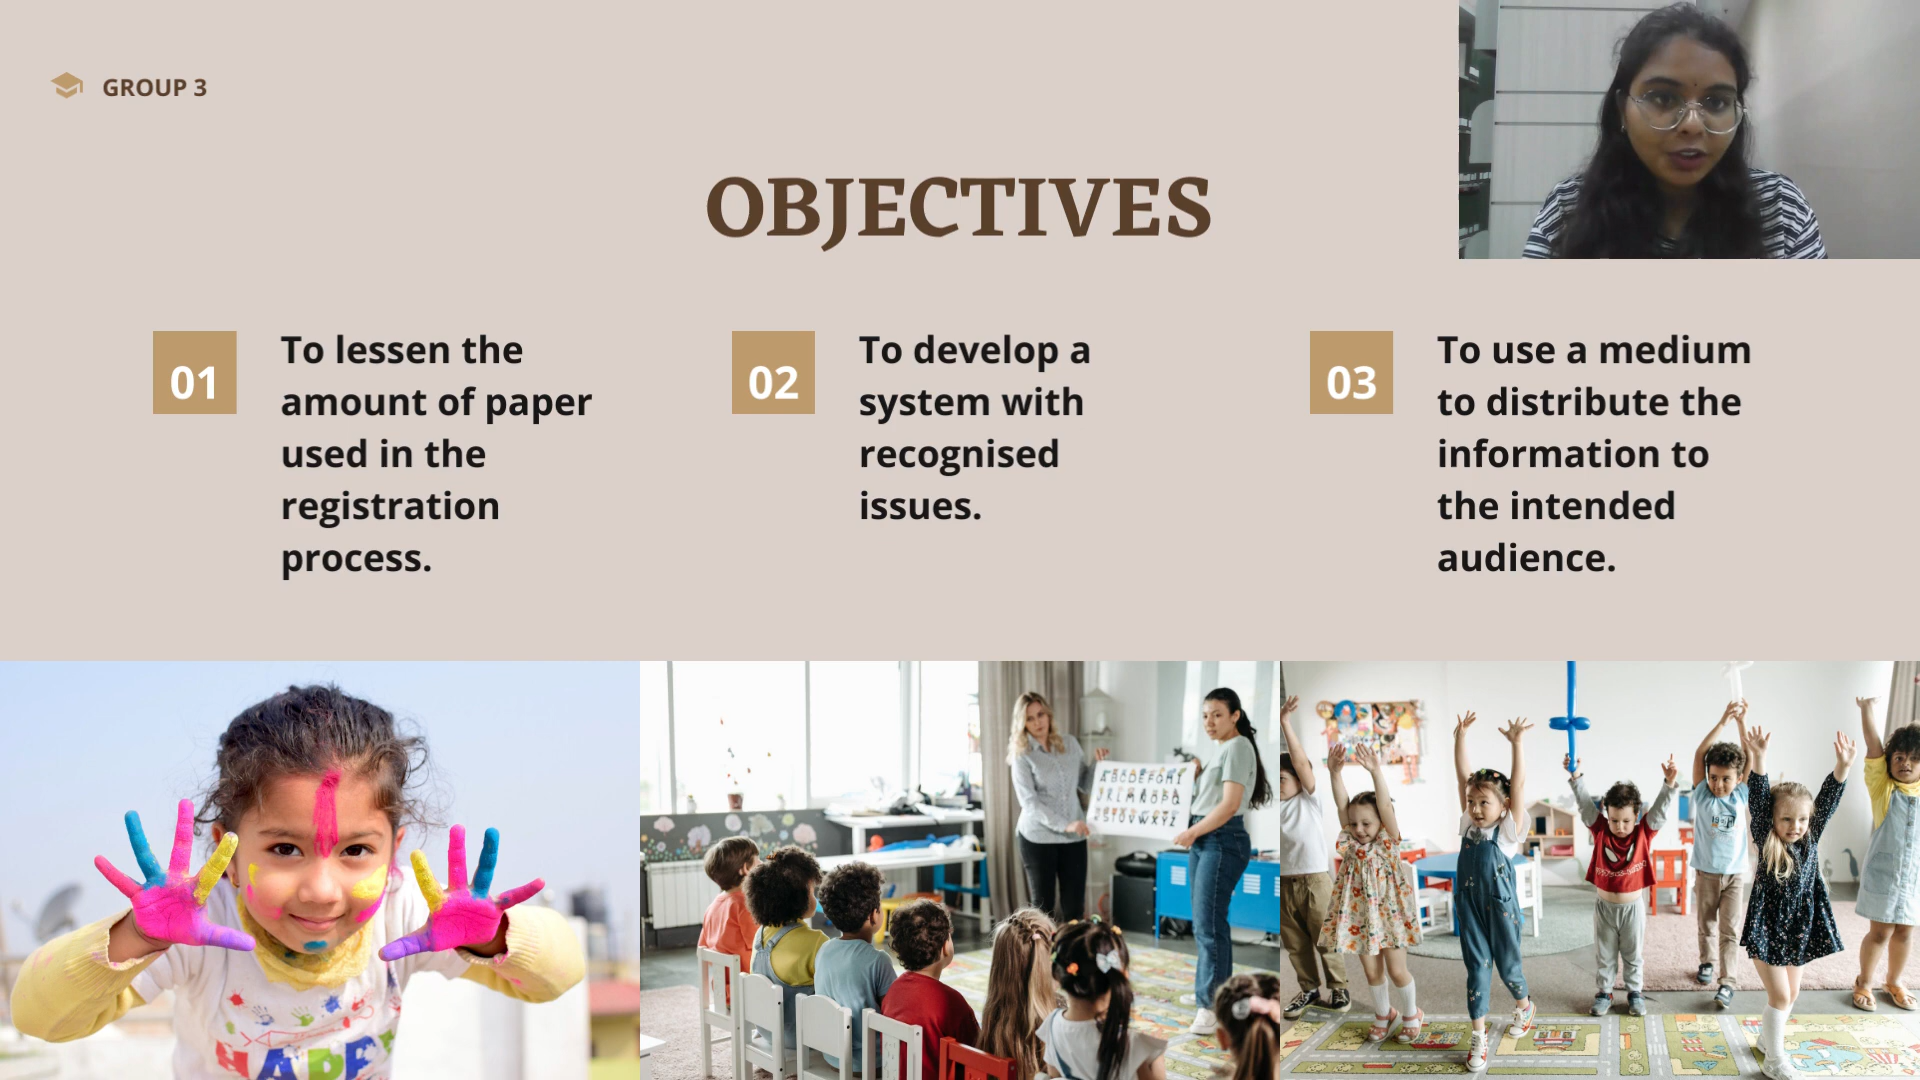 GROUP 3
OBJECTIVES
01
To lessen the
amount of paper
used in the
registration
process.
02
To develop a
system with
recognised
issues.
03
To use a medium
to distribute the
information to
the intended
audience.